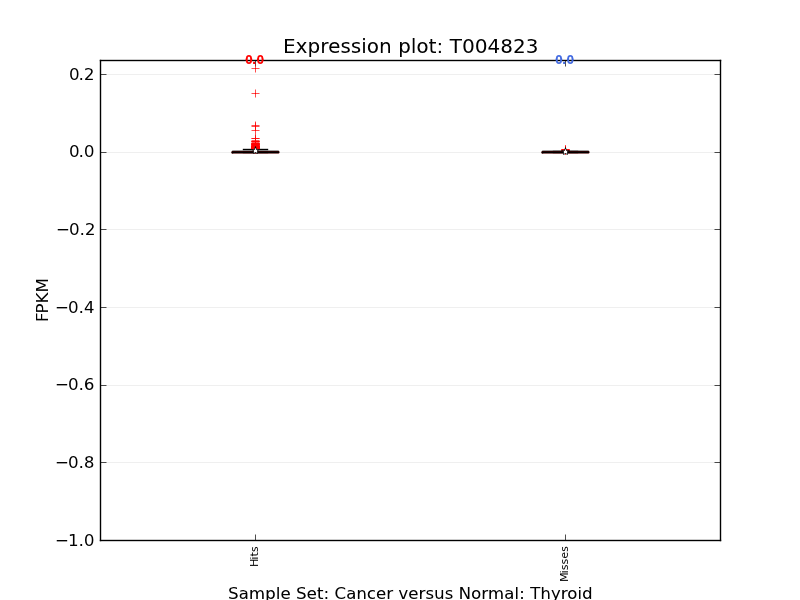 Expression plot: T004823
0.0
0.0
0.2
0.0
−0.2
−0.4
−0.6
−0.8
−1.0
FPKM
Hits
Misses
Sample Set: Cancer versus Normal: Thyroid